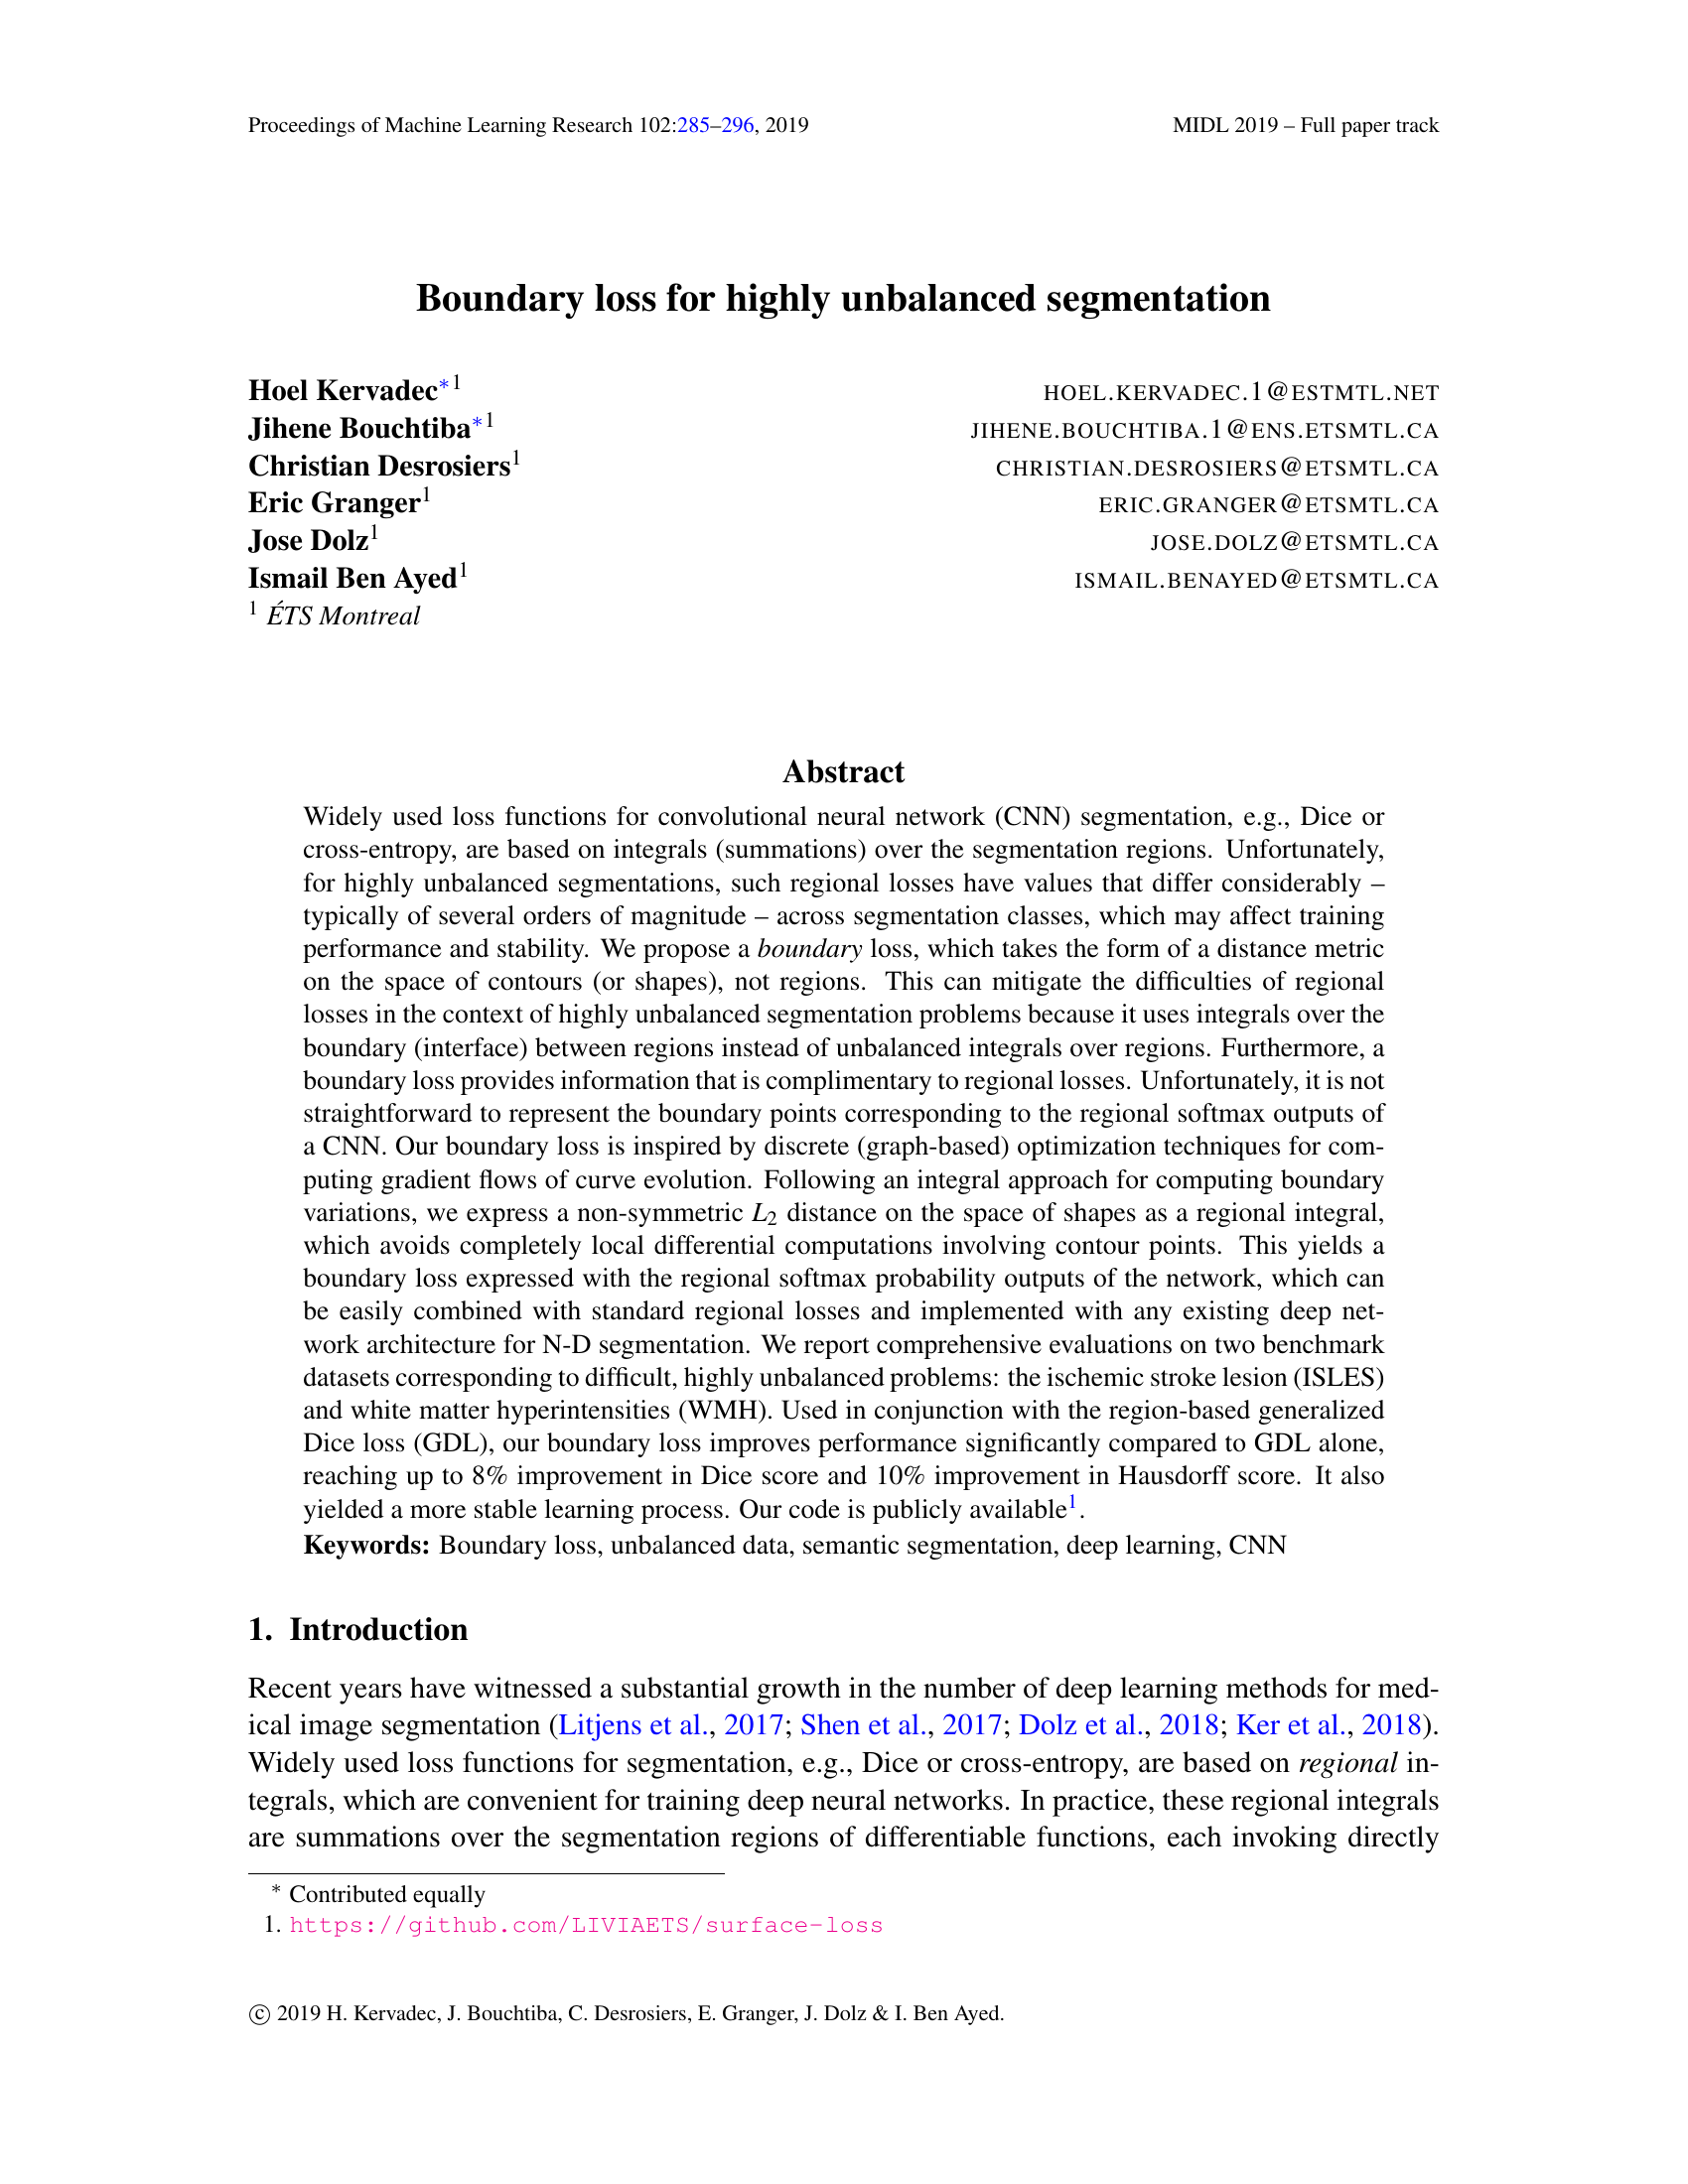 Proceedings of Machine Learning Research 102:285–296, 2019 MIDL 2019 – Full paper track
Boundary loss for highly unbalanced segmentation
Hoel Kervadec∗1 HOEL.KERVADEC.1@ESTMTL.NET
Jihene Bouchtiba∗1 JIHENE.BOUCHTIBA.1@ENS.ETSMTL.CA
Christian Desrosiers1 CHRISTIAN.DESROSIERS@ETSMTL.CA
Eric Granger1 ERIC.GRANGER@ETSMTL.CA
Jose Dolz1 JOSE.DOLZ@ETSMTL.CA
Ismail Ben Ayed1 ISMAIL.BENAYED@ETSMTL.CA
1 ÉTS Montreal
Abstract
Widely used loss functions for convolutional neural network (CNN) segmentation, e.g., Dice or
cross-entropy, are based on integrals (summations) over the segmentation regions. Unfortunately,
for highly unbalanced segmentations, such regional losses have values that differ considerably –
typically of several orders of magnitude – across segmentation classes, which may affect training
performance and stability. We propose a boundary loss, which takes the form of a distance metric
on the space of contours (or shapes), not regions. This can mitigate the difficulties of regional
losses in the context of highly unbalanced segmentation problems because it uses integrals over the
boundary (interface) between regions instead of unbalanced integrals over regions. Furthermore, a
boundary loss provides information that is complimentary to regional losses. Unfortunately, it is not
straightforward to represent the boundary points corresponding to the regional softmax outputs of
a CNN. Our boundary loss is inspired by discrete (graph-based) optimization techniques for com-
puting gradient flows of curve evolution. Following an integral approach for computing boundary
variations, we express a non-symmetric L2 distance on the space of shapes as a regional integral,
which avoids completely local differential computations involving contour points. This yields a
boundary loss expressed with the regional softmax probability outputs of the network, which can
be easily combined with standard regional losses and implemented with any existing deep net-
work architecture for N-D segmentation. We report comprehensive evaluations on two benchmark
datasets corresponding to difficult, highly unbalanced problems: the ischemic stroke lesion (ISLES)
and white matter hyperintensities (WMH). Used in conjunction with the region-based generalized
Dice loss (GDL), our boundary loss improves performance significantly compared to GDL alone,
reaching up to 8% improvement in Dice score and 10% improvement in Hausdorff score. It also
yielded a more stable learning process. Our code is publicly available1.
Keywords: Boundary loss, unbalanced data, semantic segmentation, deep learning, CNN
1. Introduction
Recent years have witnessed a substantial growth in the number of deep learning methods for med-
ical image segmentation (Litjens et al., 2017; Shen et al., 2017; Dolz et al., 2018; Ker et al., 2018).
Widely used loss functions for segmentation, e.g., Dice or cross-entropy, are based on regional in-
tegrals, which are convenient for training deep neural networks. In practice, these regional integrals
are summations over the segmentation regions of differentiable functions, each invoking directly
∗ Contributed equally
1. https://github.com/LIVIAETS/surface-loss
© 2019 H. Kervadec, J. Bouchtiba, C. Desrosiers, E. Granger, J. Dolz & I. Ben Ayed.